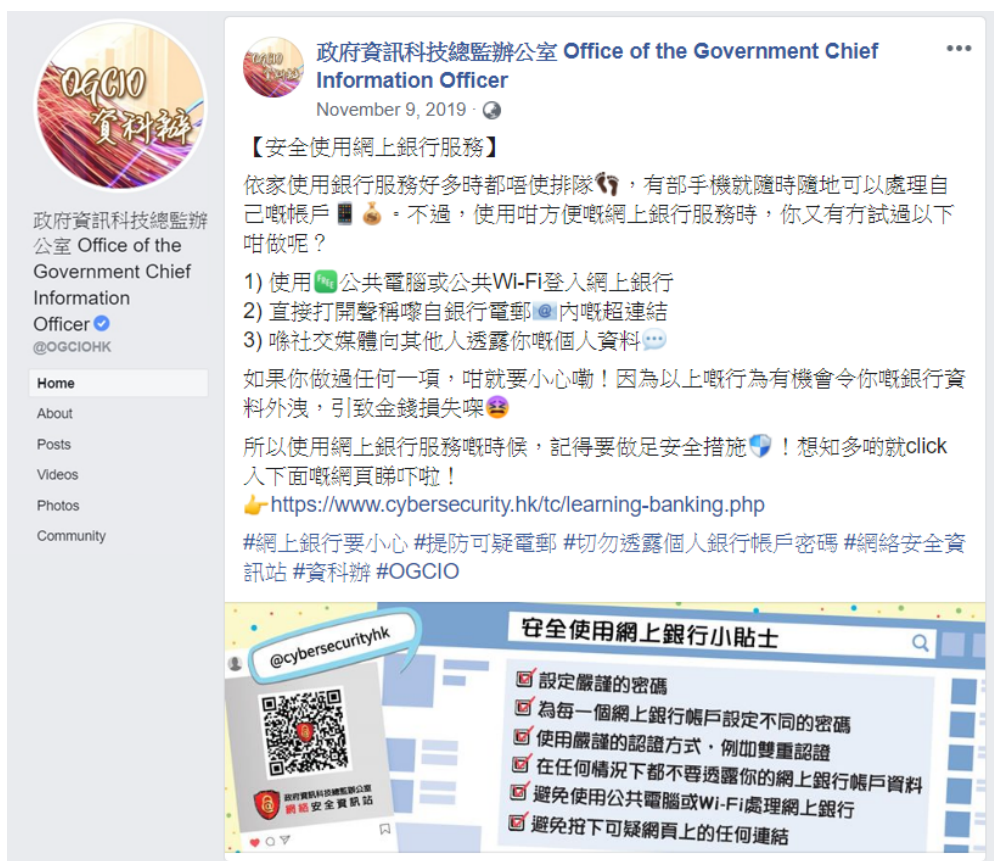 OGCIO
資科辦
政府資訊科技總監辦
公室 Office of the
Government Chief
Information
Officer
@OGCIOHK
Home
About
Posts
Videos
Photos
Community
OGCIO
資科辦
政府資訊科技總監辦公室 Office of the Government Chief
Information Officer
November 9, 2019 ·
【安全使用網上銀行服務】
依家使用銀行服務好多時都唔使排隊👣，有部手機就隨時隨地可以處理自
己嘅帳戶📱💰。不過，使用咁方便嘅網上銀行服務時，你又有冇試過以下
咁做呢？
1) 使用🆓公共電腦或公共Wi-Fi登入網上銀行
2) 直接打開聲稱嚟自銀行電郵📧內嘅超連結
3) 喺社交媒體向其他人透露你嘅個人資料💬
如果你做過任何一項，咁就要小心嘞！因為以上嘅行為有機會令你嘅銀行資
料外洩，引致金錢損失㗎😫
所以使用網上銀行服務嘅時候，記得要做足安全措施🛡！想知多啲就click
入下面嘅網頁睇吓啦！
👉https://www.cybersecurity.hk/tc/learning-banking.php
#網上銀行要小心 #提防可疑電郵 #切勿透露個人銀行帳戶密碼 #網絡安全資
訊站 #資科辦 #OGCIO
@cybersecurityhk
政府資訊科技總監辦公室
網絡安全資訊站
安全使用網上銀行小貼士
設定嚴謹的密碼
為每一個網上銀行帳戶設定不同的密碼
使用嚴謹的認證方式，例如雙重認證
在任何情況下都不要透露你的網上銀行帳戶資料
避免使用公共電腦或Wi-Fi處理網上銀行
避免按下可疑網頁上的任何連結